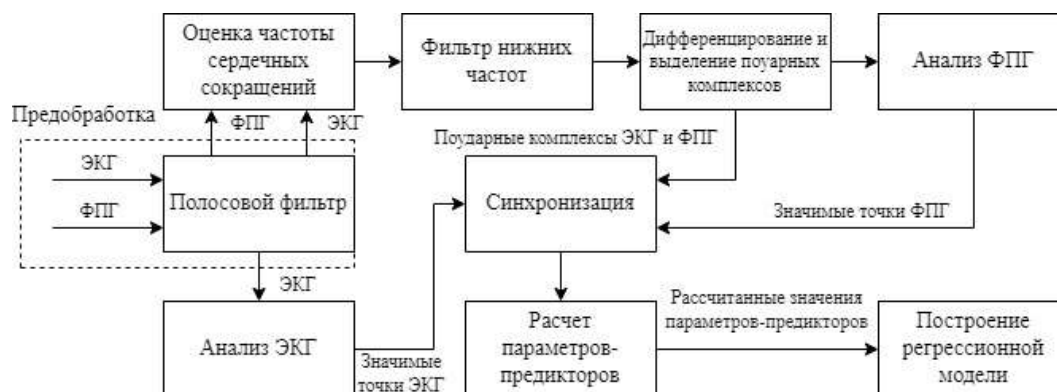 Оценка частоты
сердечных
сокращений
Фильтр нижних
частот
Дифференцирование и
выделение поуарных
комплексов
Анализ ФПГ
Предобработка
ФПГ
ЭКГ
Поуударные комплексы ЭКГ и ФПГ
ЭКГ
ФПГ
Полосовой фильтр
Синхронизация
Значимые точки ФПГ
ЭКГ
Анализ ЭКГ
Значимые
точки ЭКГ
Расчет
параметров-
предикторов
Рассчитанные значения
параметров-предикторов
Построение
регрессионной
модели